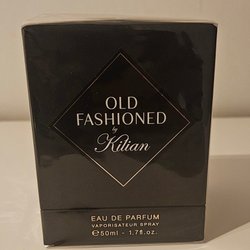 OLD
FASHIONED
by
Kilian
EAU DE PARFUM
VAPORISATEUR SPRAY
℮50ml - 1.7fl.oz.